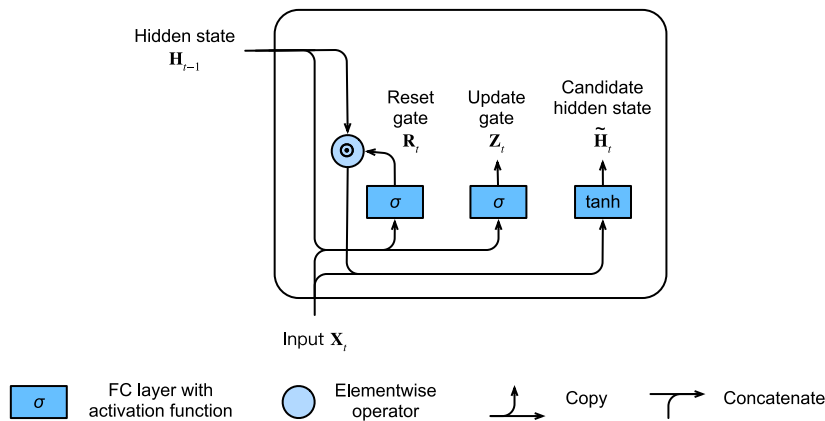 Hidden state
H_{t−1}
Reset
gate
R_t
Update
gate
Z_t
Candidate
hidden state
H̃_t
σ
σ
tanh
Input X_t
σ
FC layer with
activation function
Elementwise
operator
Copy
Concatenate